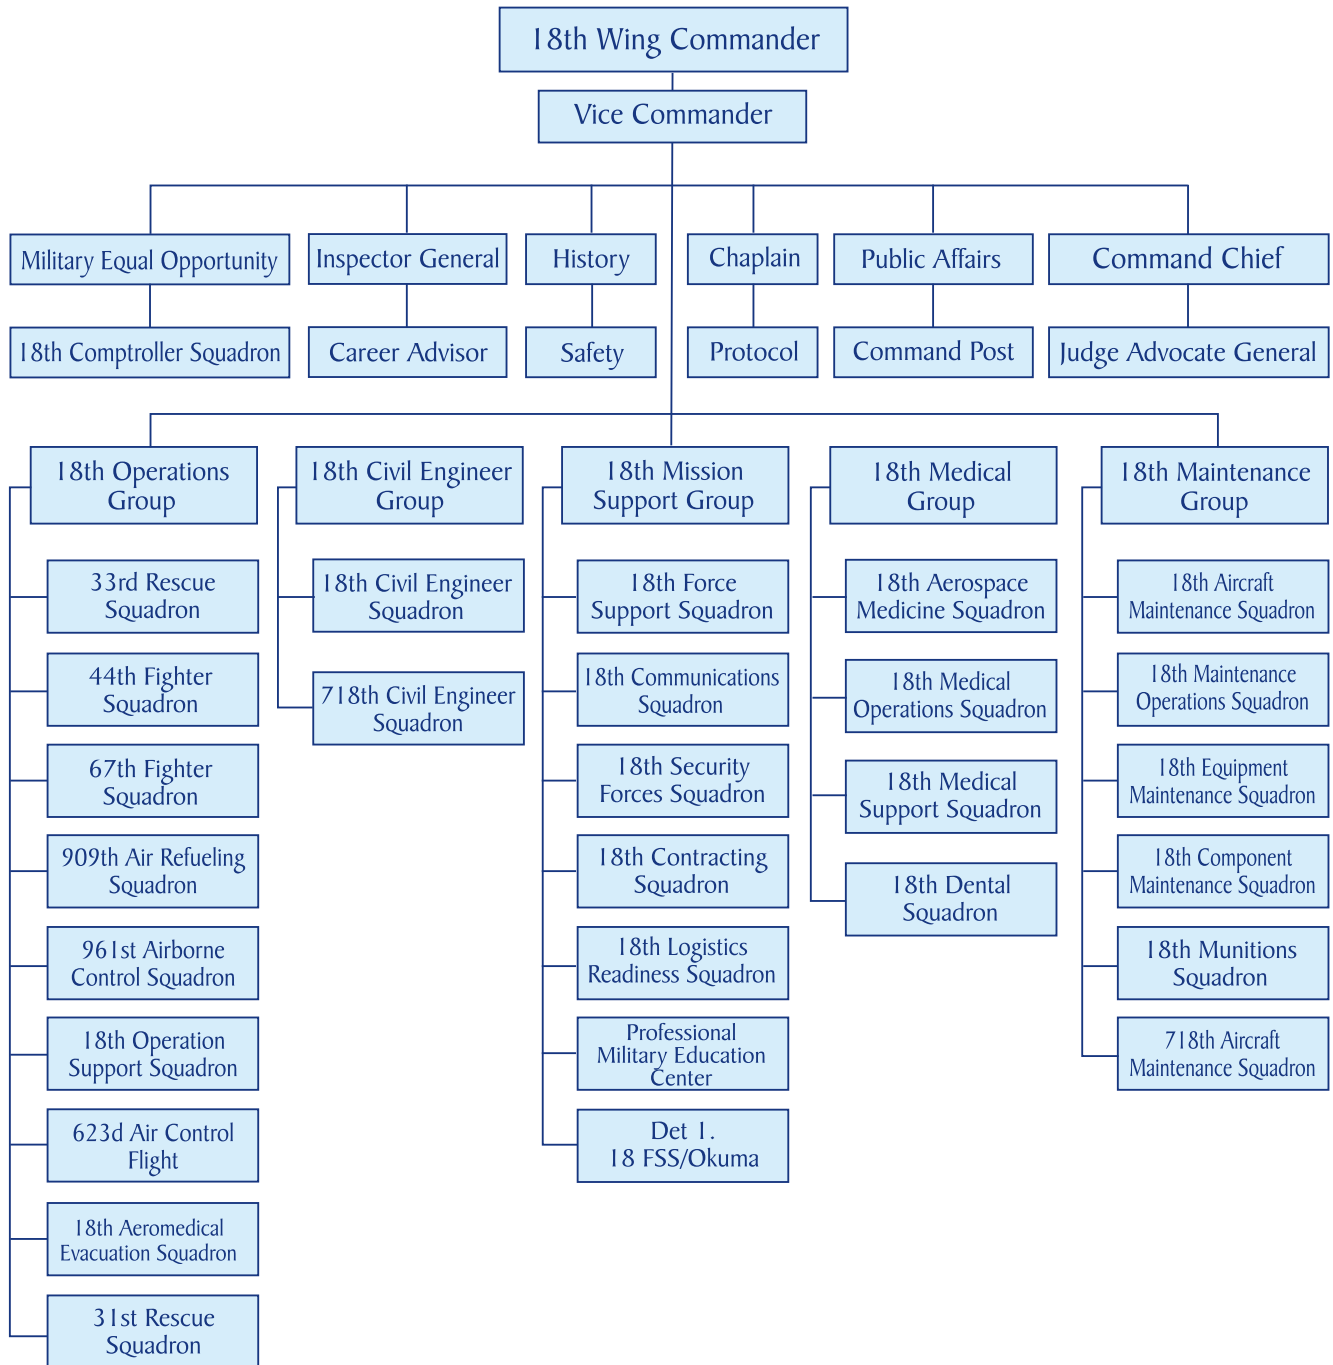 18th Wing Commander
Vice Commander
Military Equal Opportunity
Inspector General
History
Chaplain
Public Affairs
Command Chief
18th Comptroller Squadron
Career Advisor
Safety
Protocol
Command Post
Judge Advocate General
18th Operations
Group
33rd Rescue
Squadron
44th Fighter
Squadron
67th Fighter
Squadron
909th Air Refueling
Squadron
961st Airborne
Control Squadron
18th Operation
Support Squadron
623d Air Control
Flight
18th Aeromedical
Evacuation Squadron
31st Rescue
Squadron
18th Civil Engineer
Group
18th Civil Engineer
Squadron
718th Civil Engineer
Squadron
18th Mission
Support Group
18th Force
Support Squadron
18th Communications
Squadron
18th Security
Forces Squadron
18th Contracting
Squadron
18th Logistics
Readiness Squadron
Professional
Military Education
Center
Det 1.
18 FSS/Okuma
18th Medical
Group
18th Aerospace
Medicine Squadron
18th Medical
Operations Squadron
18th Medical
Support Squadron
18th Dental
Squadron
18th Maintenance
Group
18th Aircraft
Maintenance Squadron
18th Maintenance
Operations Squadron
18th Equipment
Maintenance Squadron
18th Component
Maintenance Squadron
18th Munitions
Squadron
718th Aircraft
Maintenance Squadron